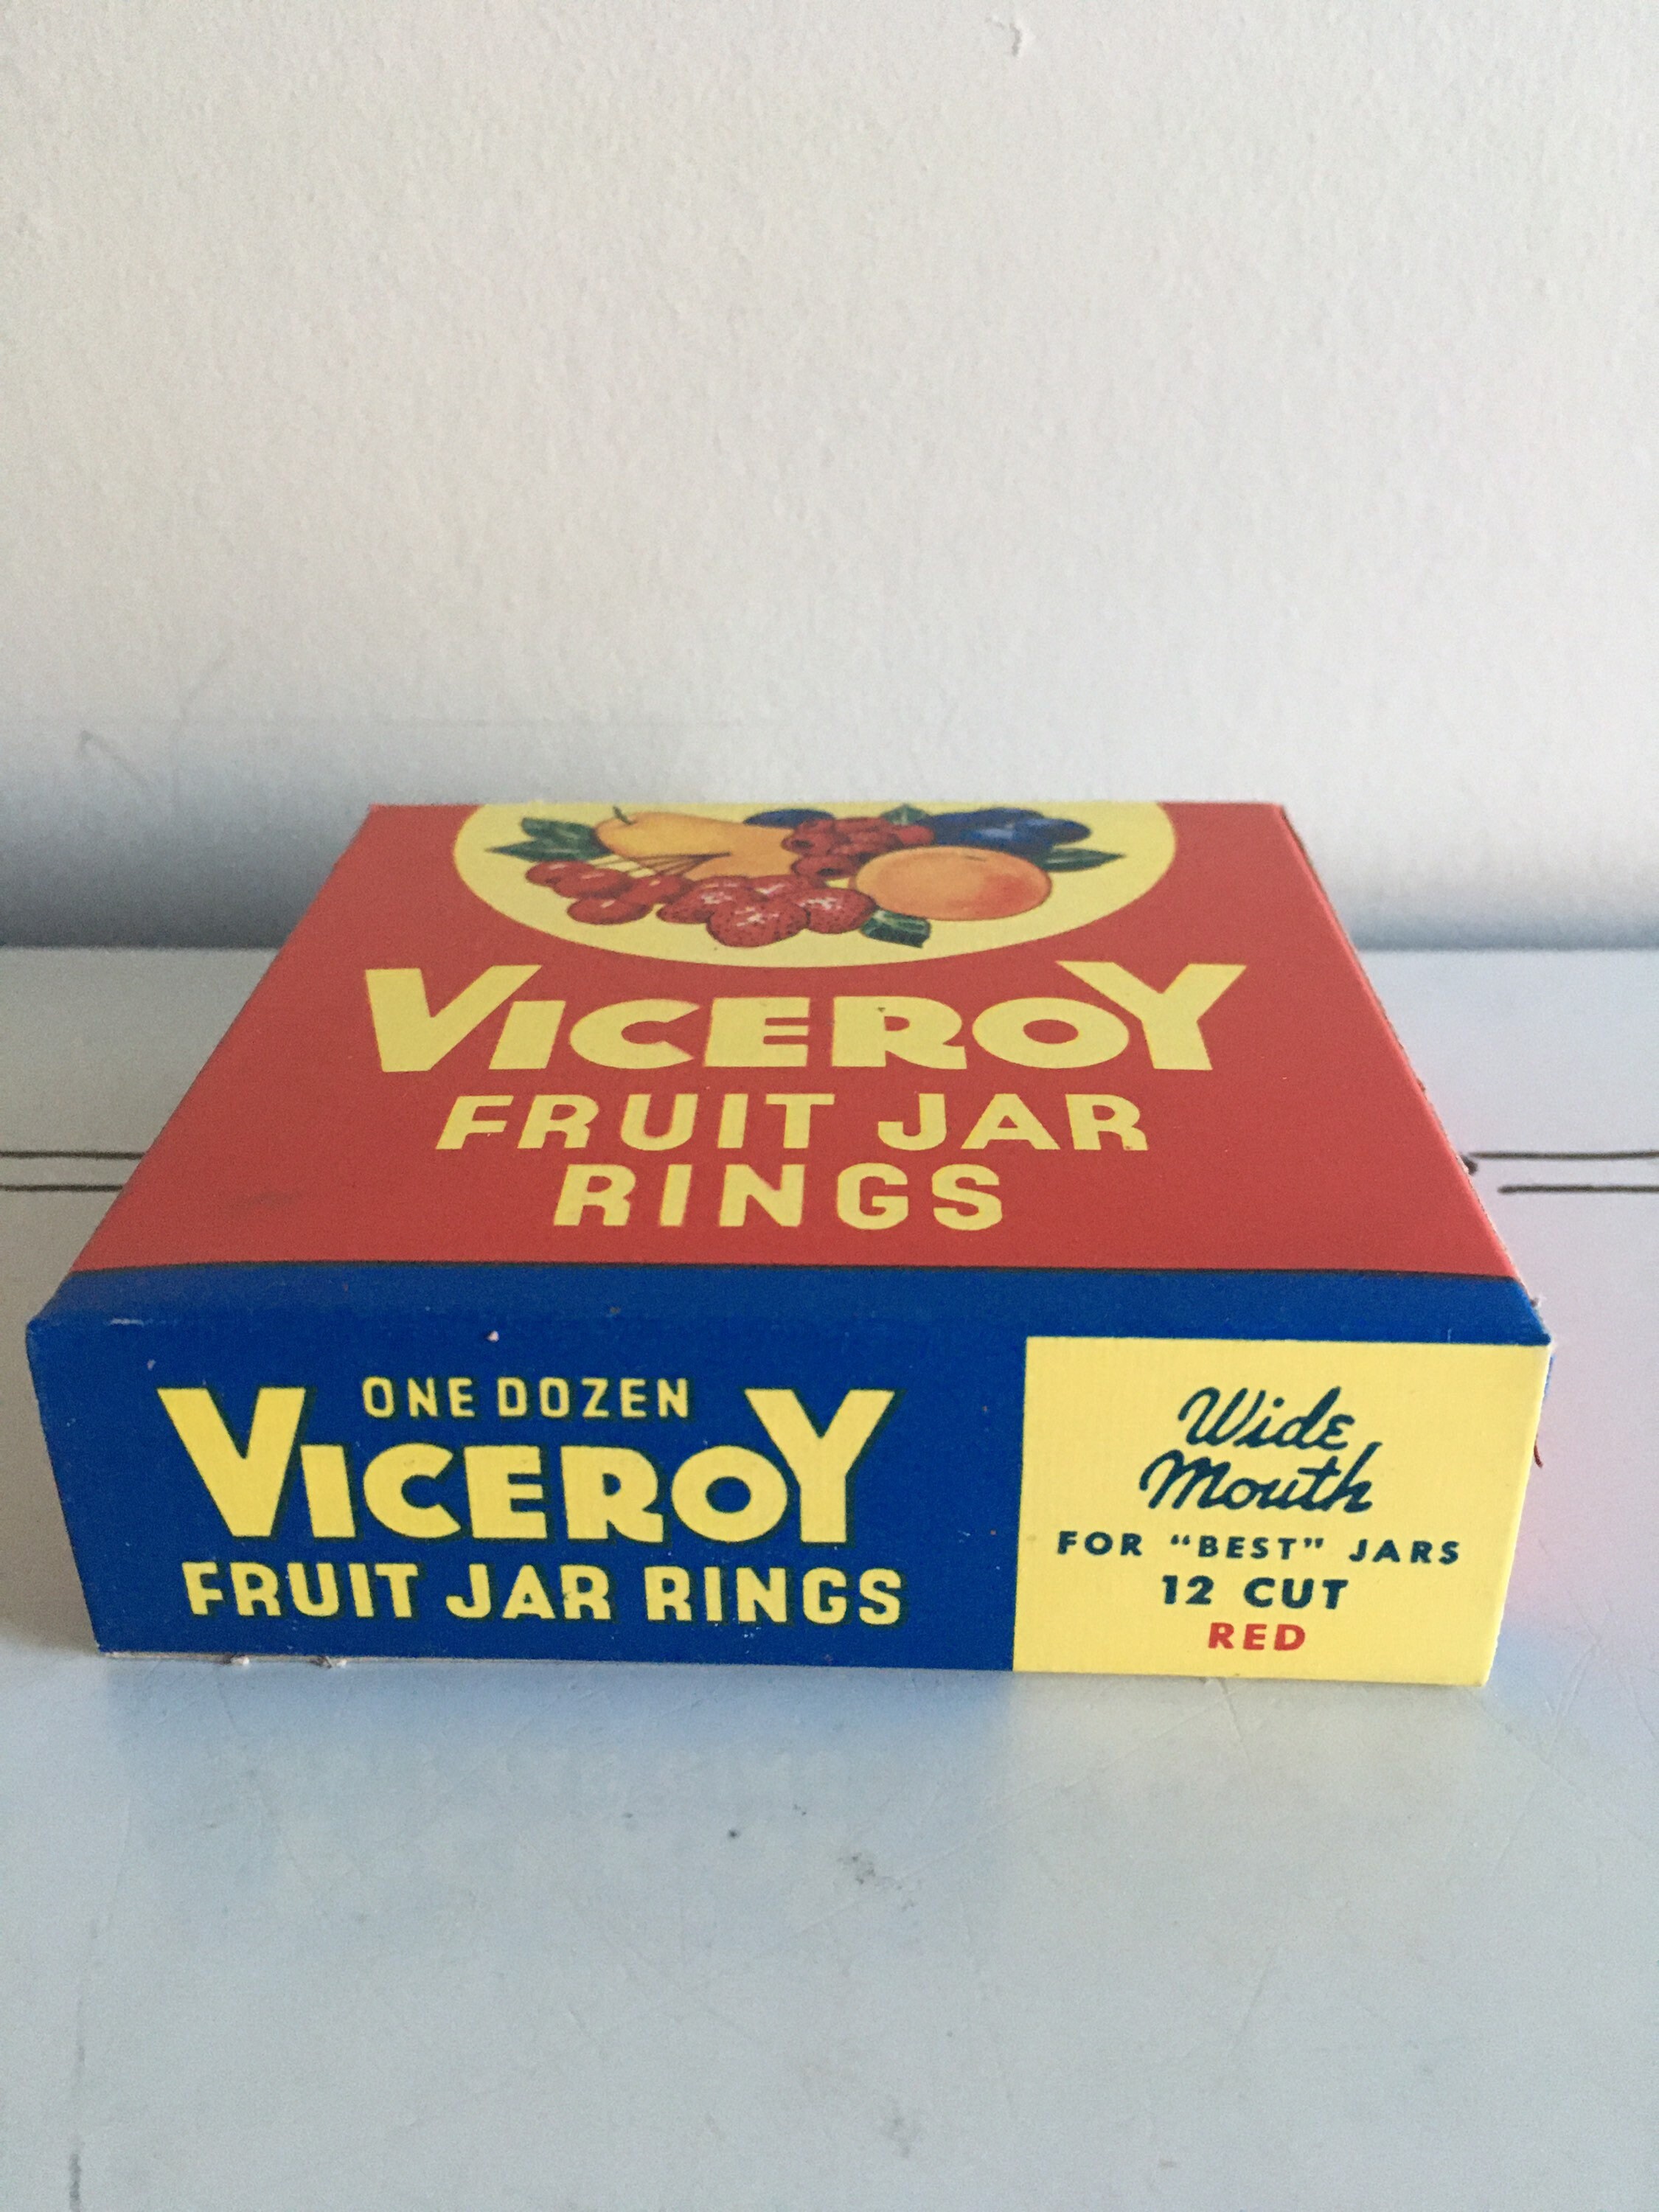 VICEROY
FRUIT JAR
RINGS
ONE DOZEN
VICEROY
FRUIT JAR RINGS
Wide
Mouth
FOR "BEST" JARS
12 CUT
RED